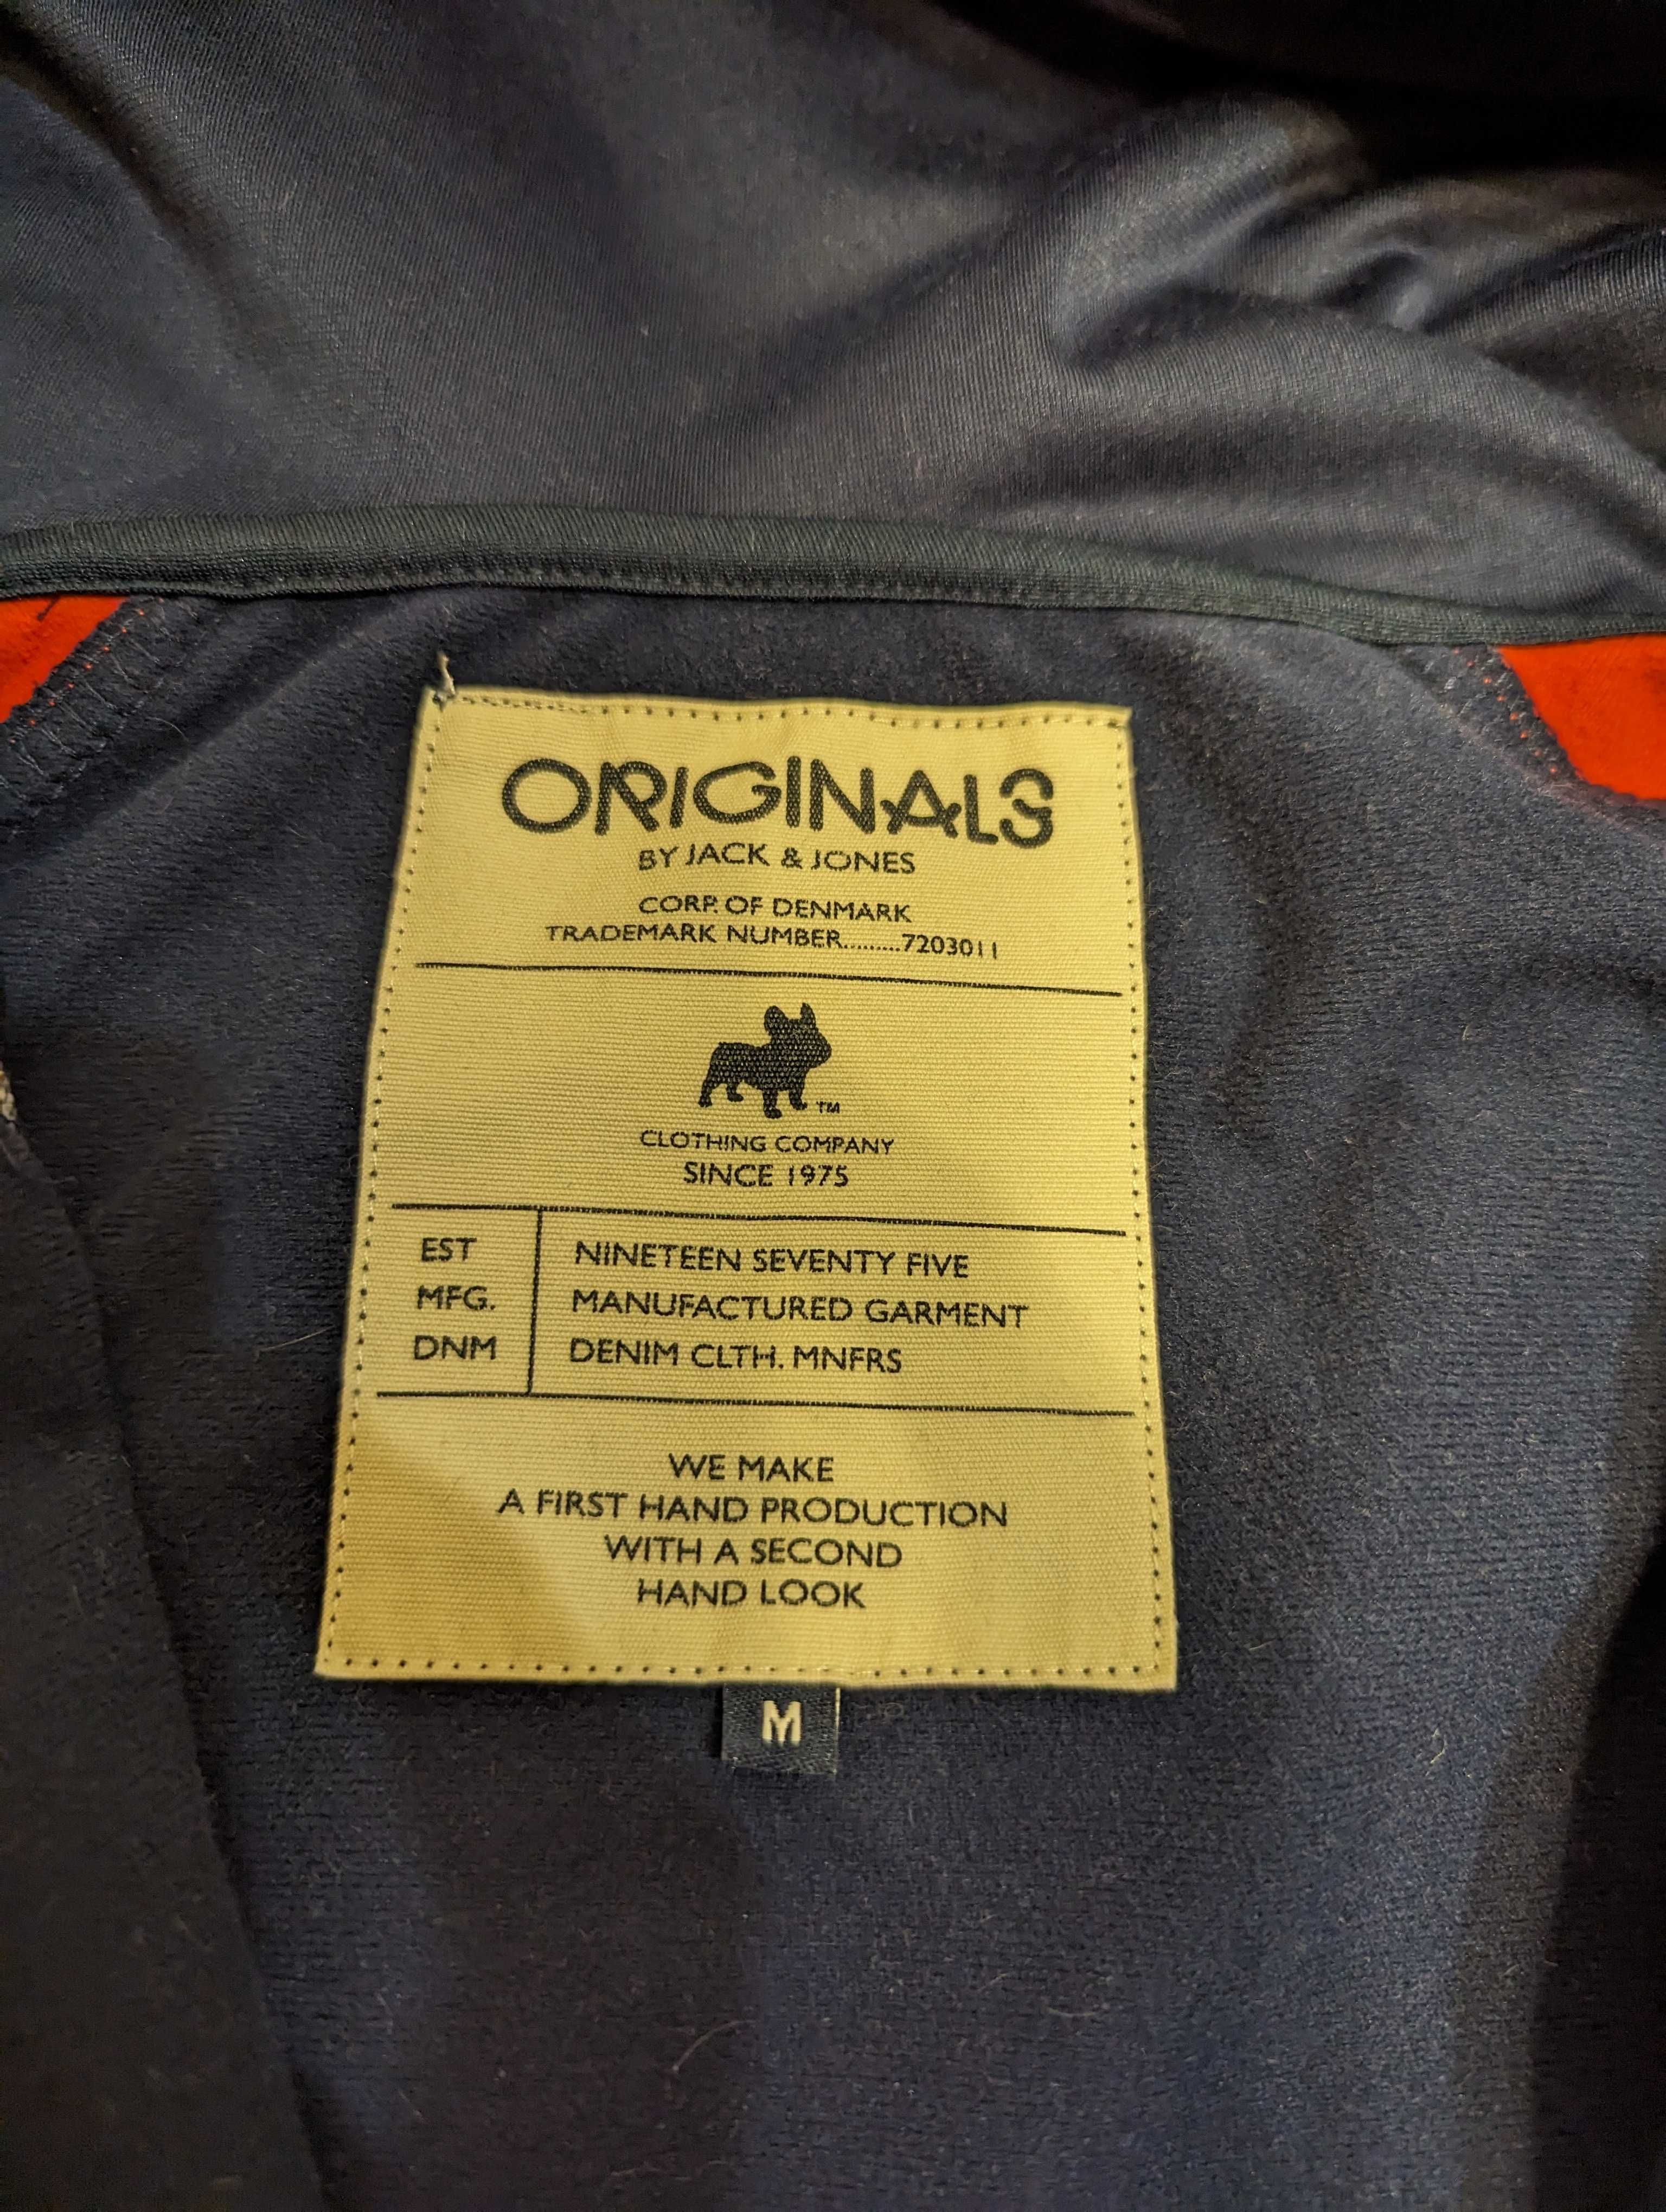 ORIGINALS
BY JACK & JONES
CORP. OF DENMARK
TRADEMARK NUMBER.........7203011
TM
CLOTHING COMPANY
SINCE 1975
EST NINETEEN SEVENTY FIVE
MFG. MANUFACTURED GARMENT
DNM DENIM CLTH. MNFRS
WE MAKE
A FIRST HAND PRODUCTION
WITH A SECOND
HAND LOOK
M